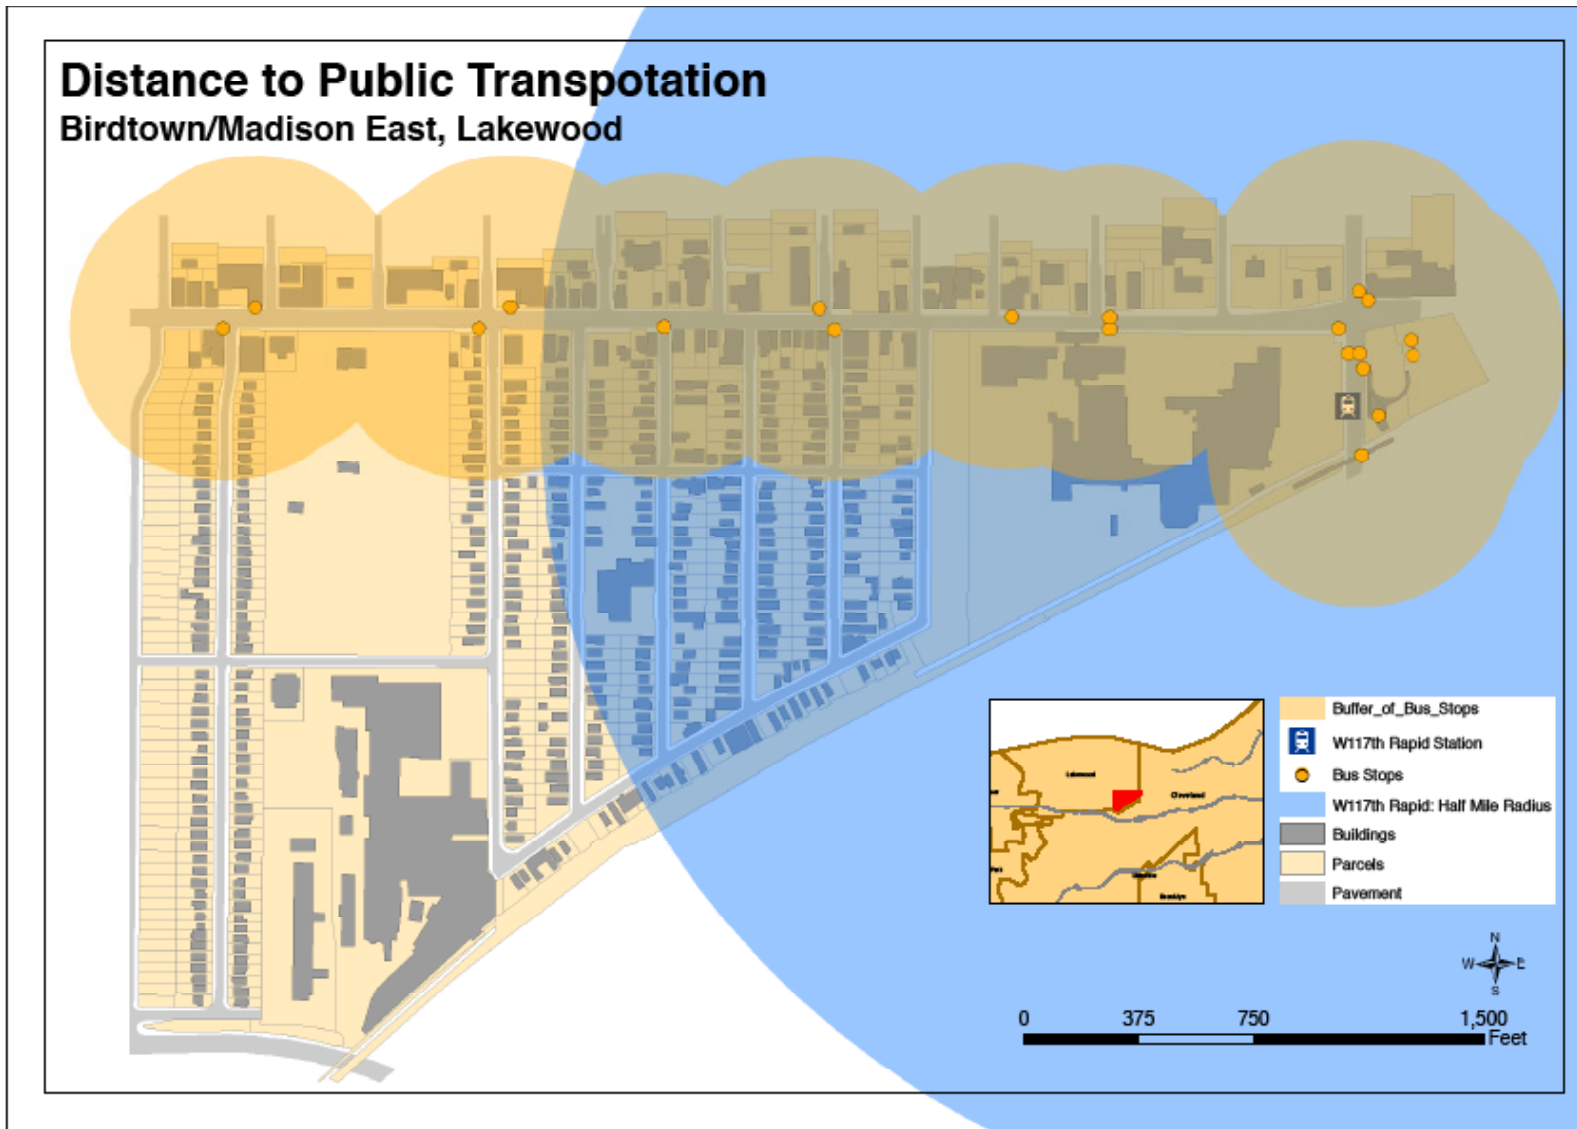 Distance to Public Transpotation
Birdtown/Madison East, Lakewood
Buffer_of_Bus_Stops
W117th Rapid Station
Bus Stops
W117th Rapid: Half Mile Radius
Buildings
Parcels
Pavement
Lakewood
Cleveland
Brooklyn
N
W E
S
0 375 750 1,500
Feet